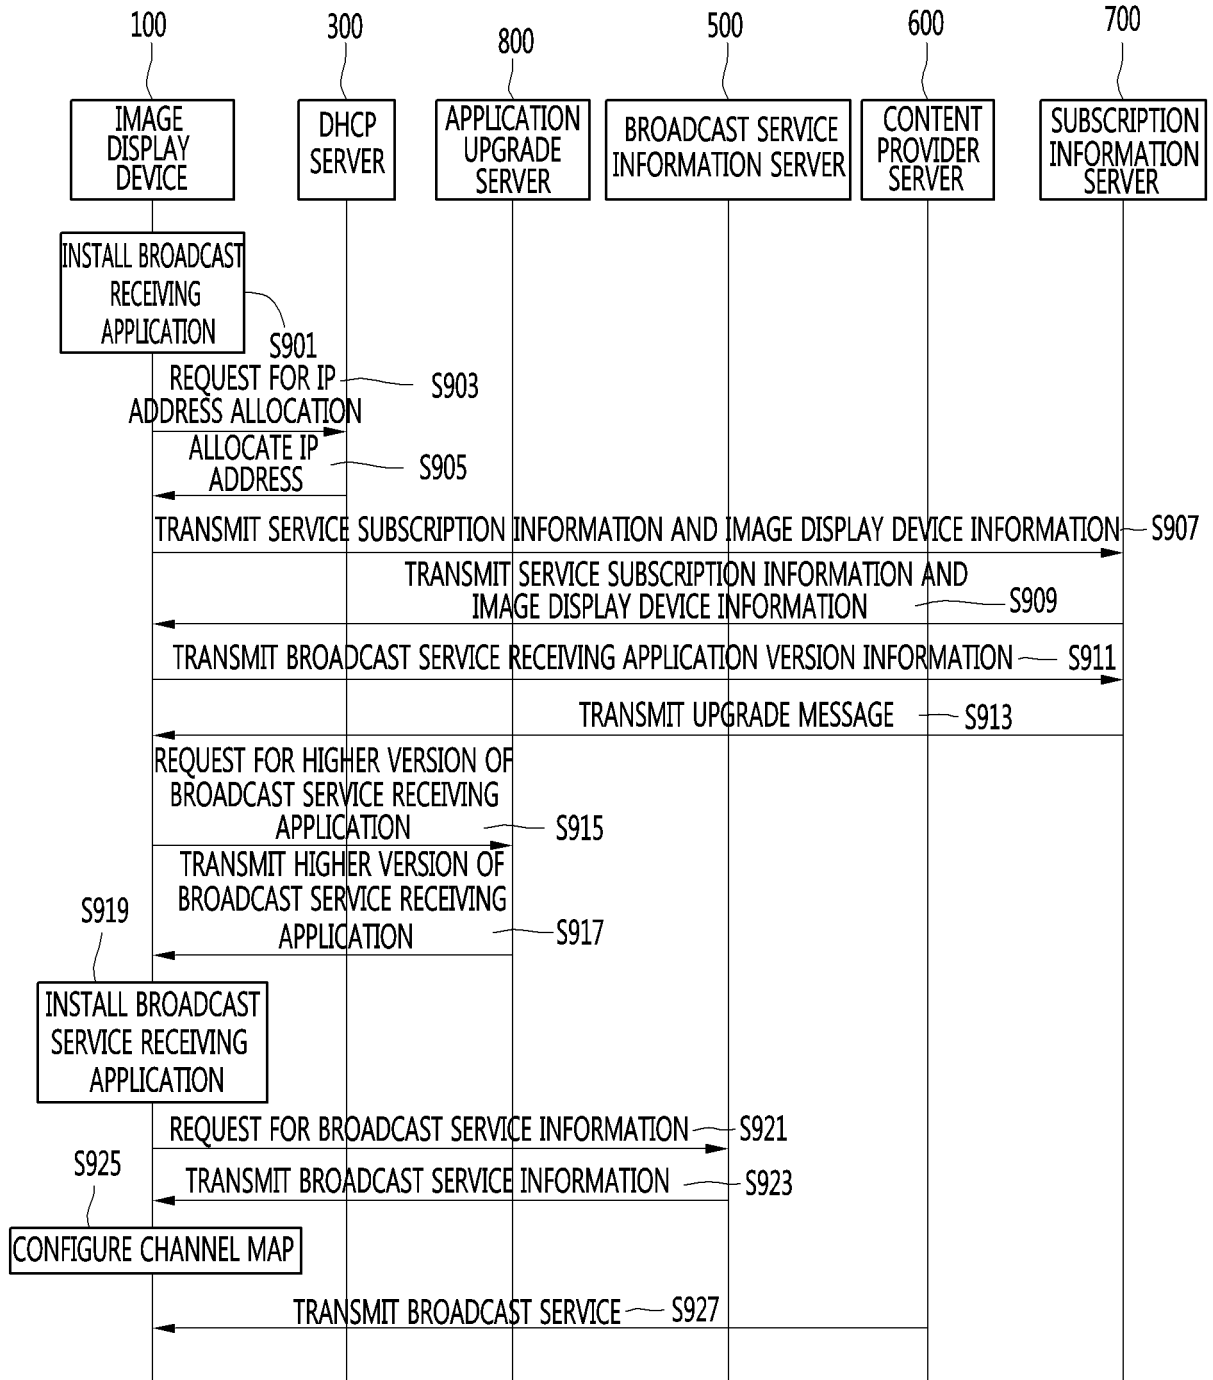 100
300
800
500
600
700
IMAGE
DISPLAY
DEVICE
DHCP
SERVER
APPLICATION
UPGRADE
SERVER
BROADCAST SERVICE
INFORMATION SERVER
CONTENT
PROVIDER
SERVER
SUBSCRIPTION
INFORMATION
SERVER
INSTALL BROADCAST
RECEIVING
APPLICATION
S901
REQUEST FOR IP
ADDRESS ALLOCATION
S903
ALLOCATE IP
ADDRESS
S905
TRANSMIT SERVICE SUBSCRIPTION INFORMATION AND IMAGE DISPLAY DEVICE INFORMATION
S907
TRANSMIT SERVICE SUBSCRIPTION INFORMATION AND
IMAGE DISPLAY DEVICE INFORMATION
S909
TRANSMIT BROADCAST SERVICE RECEIVING APPLICATION VERSION INFORMATION
S911
TRANSMIT UPGRADE MESSAGE
S913
REQUEST FOR HIGHER VERSION OF
BROADCAST SERVICE RECEIVING
APPLICATION
S915
TRANSMIT HIGHER VERSION OF
BROADCAST SERVICE RECEIVING
APPLICATION
S917
S919
INSTALL BROADCAST
SERVICE RECEIVING
APPLICATION
REQUEST FOR BROADCAST SERVICE INFORMATION
S921
TRANSMIT BROADCAST SERVICE INFORMATION
S923
S925
CONFIGURE CHANNEL MAP
TRANSMIT BROADCAST SERVICE
S927